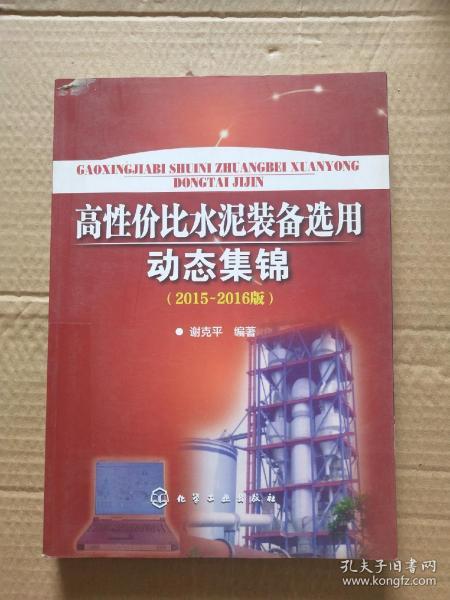 GAOXINGJIABI SHUINI ZHUANGBEI XUANYONG
DONGTAI JIJIN
高性价比水泥装备选用
动态集锦
(2015~2016版)
谢克平 编著
化学工业出版社
孔夫子旧书网
www.kongfz.com